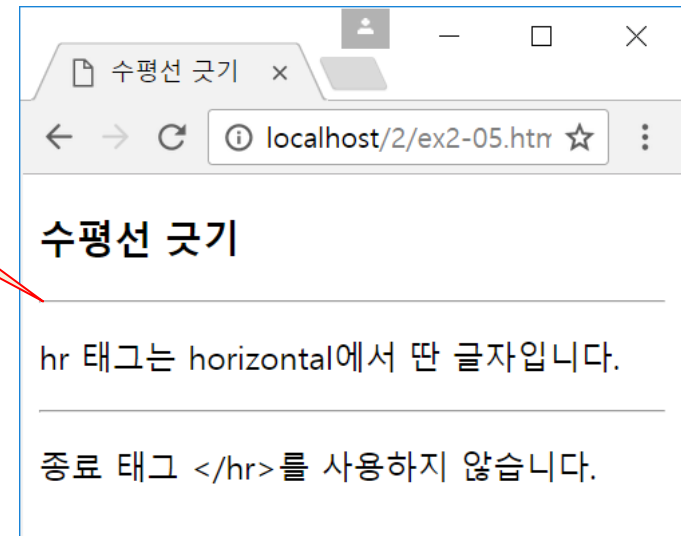 수평선 긋기
localhost/2/ex2-05.htm
수평선 긋기
hr 태그는 horizontal에서 딴 글자입니다.
종료 태그 </hr>를 사용하지 않습니다.